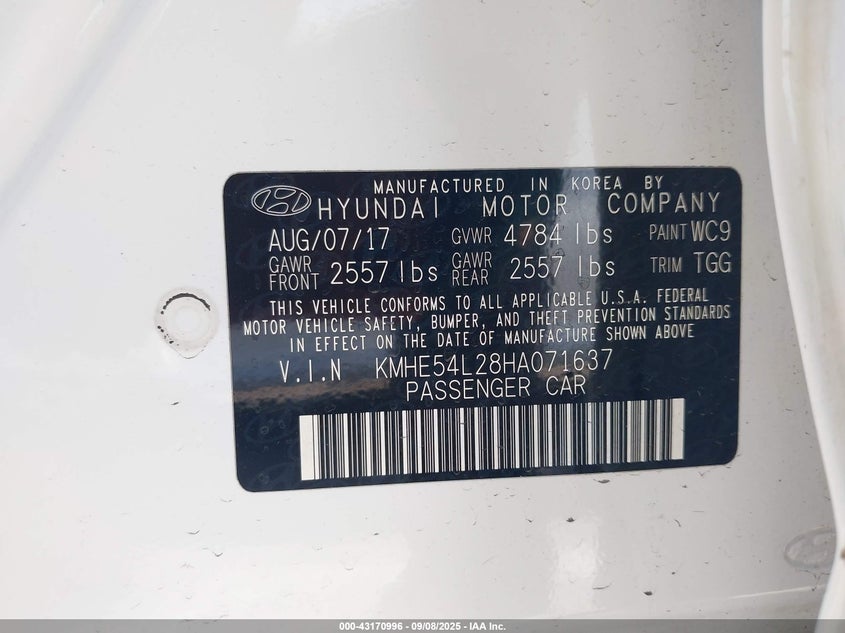 MANUFACTURED IN KOREA BY
HYUNDAI MOTOR COMPANY
AUG/07/17 GVWR 4784 lbs PAINT WC9
GAWR FRONT 2557 lbs GAWR REAR 2557 lbs TRIM TGG
THIS VEHICLE CONFORMS TO ALL APPLICABLE U.S.A. FEDERAL
MOTOR VEHICLE SAFETY, BUMPER, AND THEFT PREVENTION STANDARDS
IN EFFECT ON THE DATE OF MANUFACTURE SHOWN ABOVE
V.I.N KMHE54L28HA071637
PASSENGER CAR
000-43170996 - 09/08/2025 - IAA Inc.